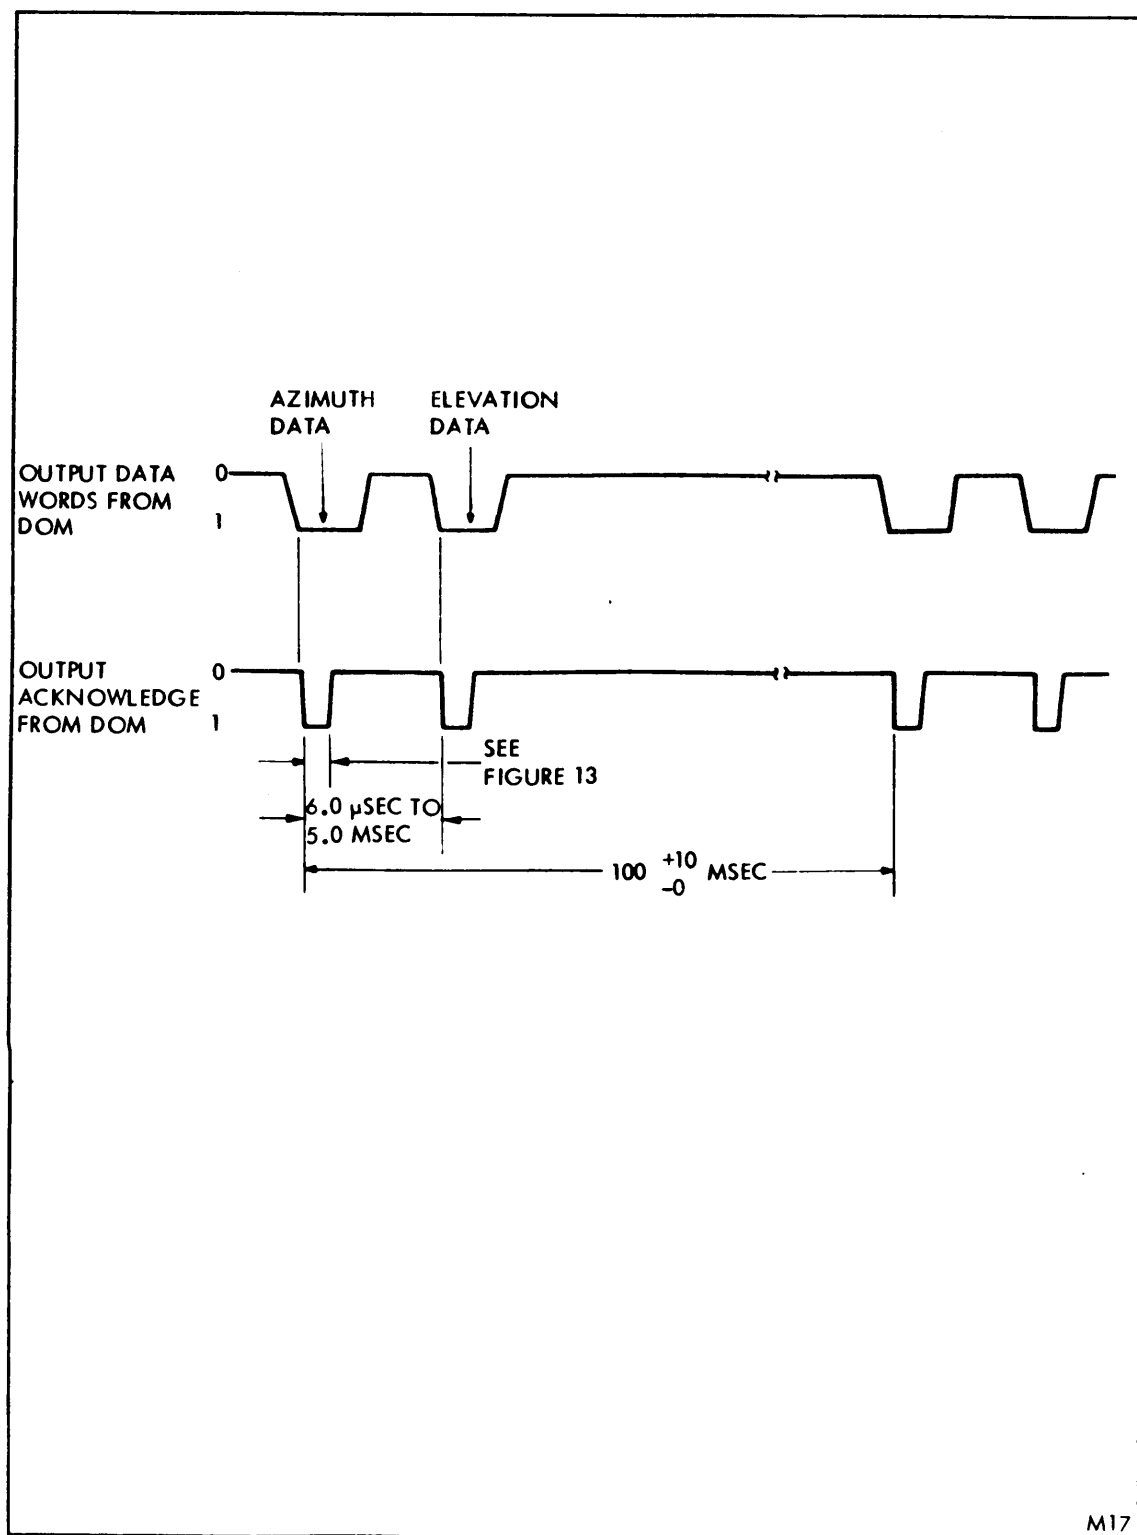 AZIMUTH
DATA
ELEVATION
DATA
OUTPUT DATA
WORDS FROM
DOM
0
1
OUTPUT
ACKNOWLEDGE
FROM DOM
0
1
SEE
FIGURE 13
6.0 µSEC TO
5.0 MSEC
100 +10 -0 MSEC
M17